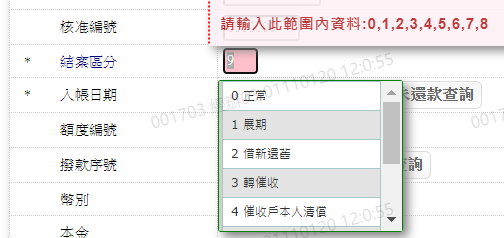 核准編號
請輸入此範圍內資料:0,1,2,3,4,5,6,7,8
* 結案區分 9
* 入帳日期 還款查詢
0 正常
額度編號
1 展期
2 借新還舊
撥款序號 詢
3 轉催收
幣別
4 催收戶本人清償
本金